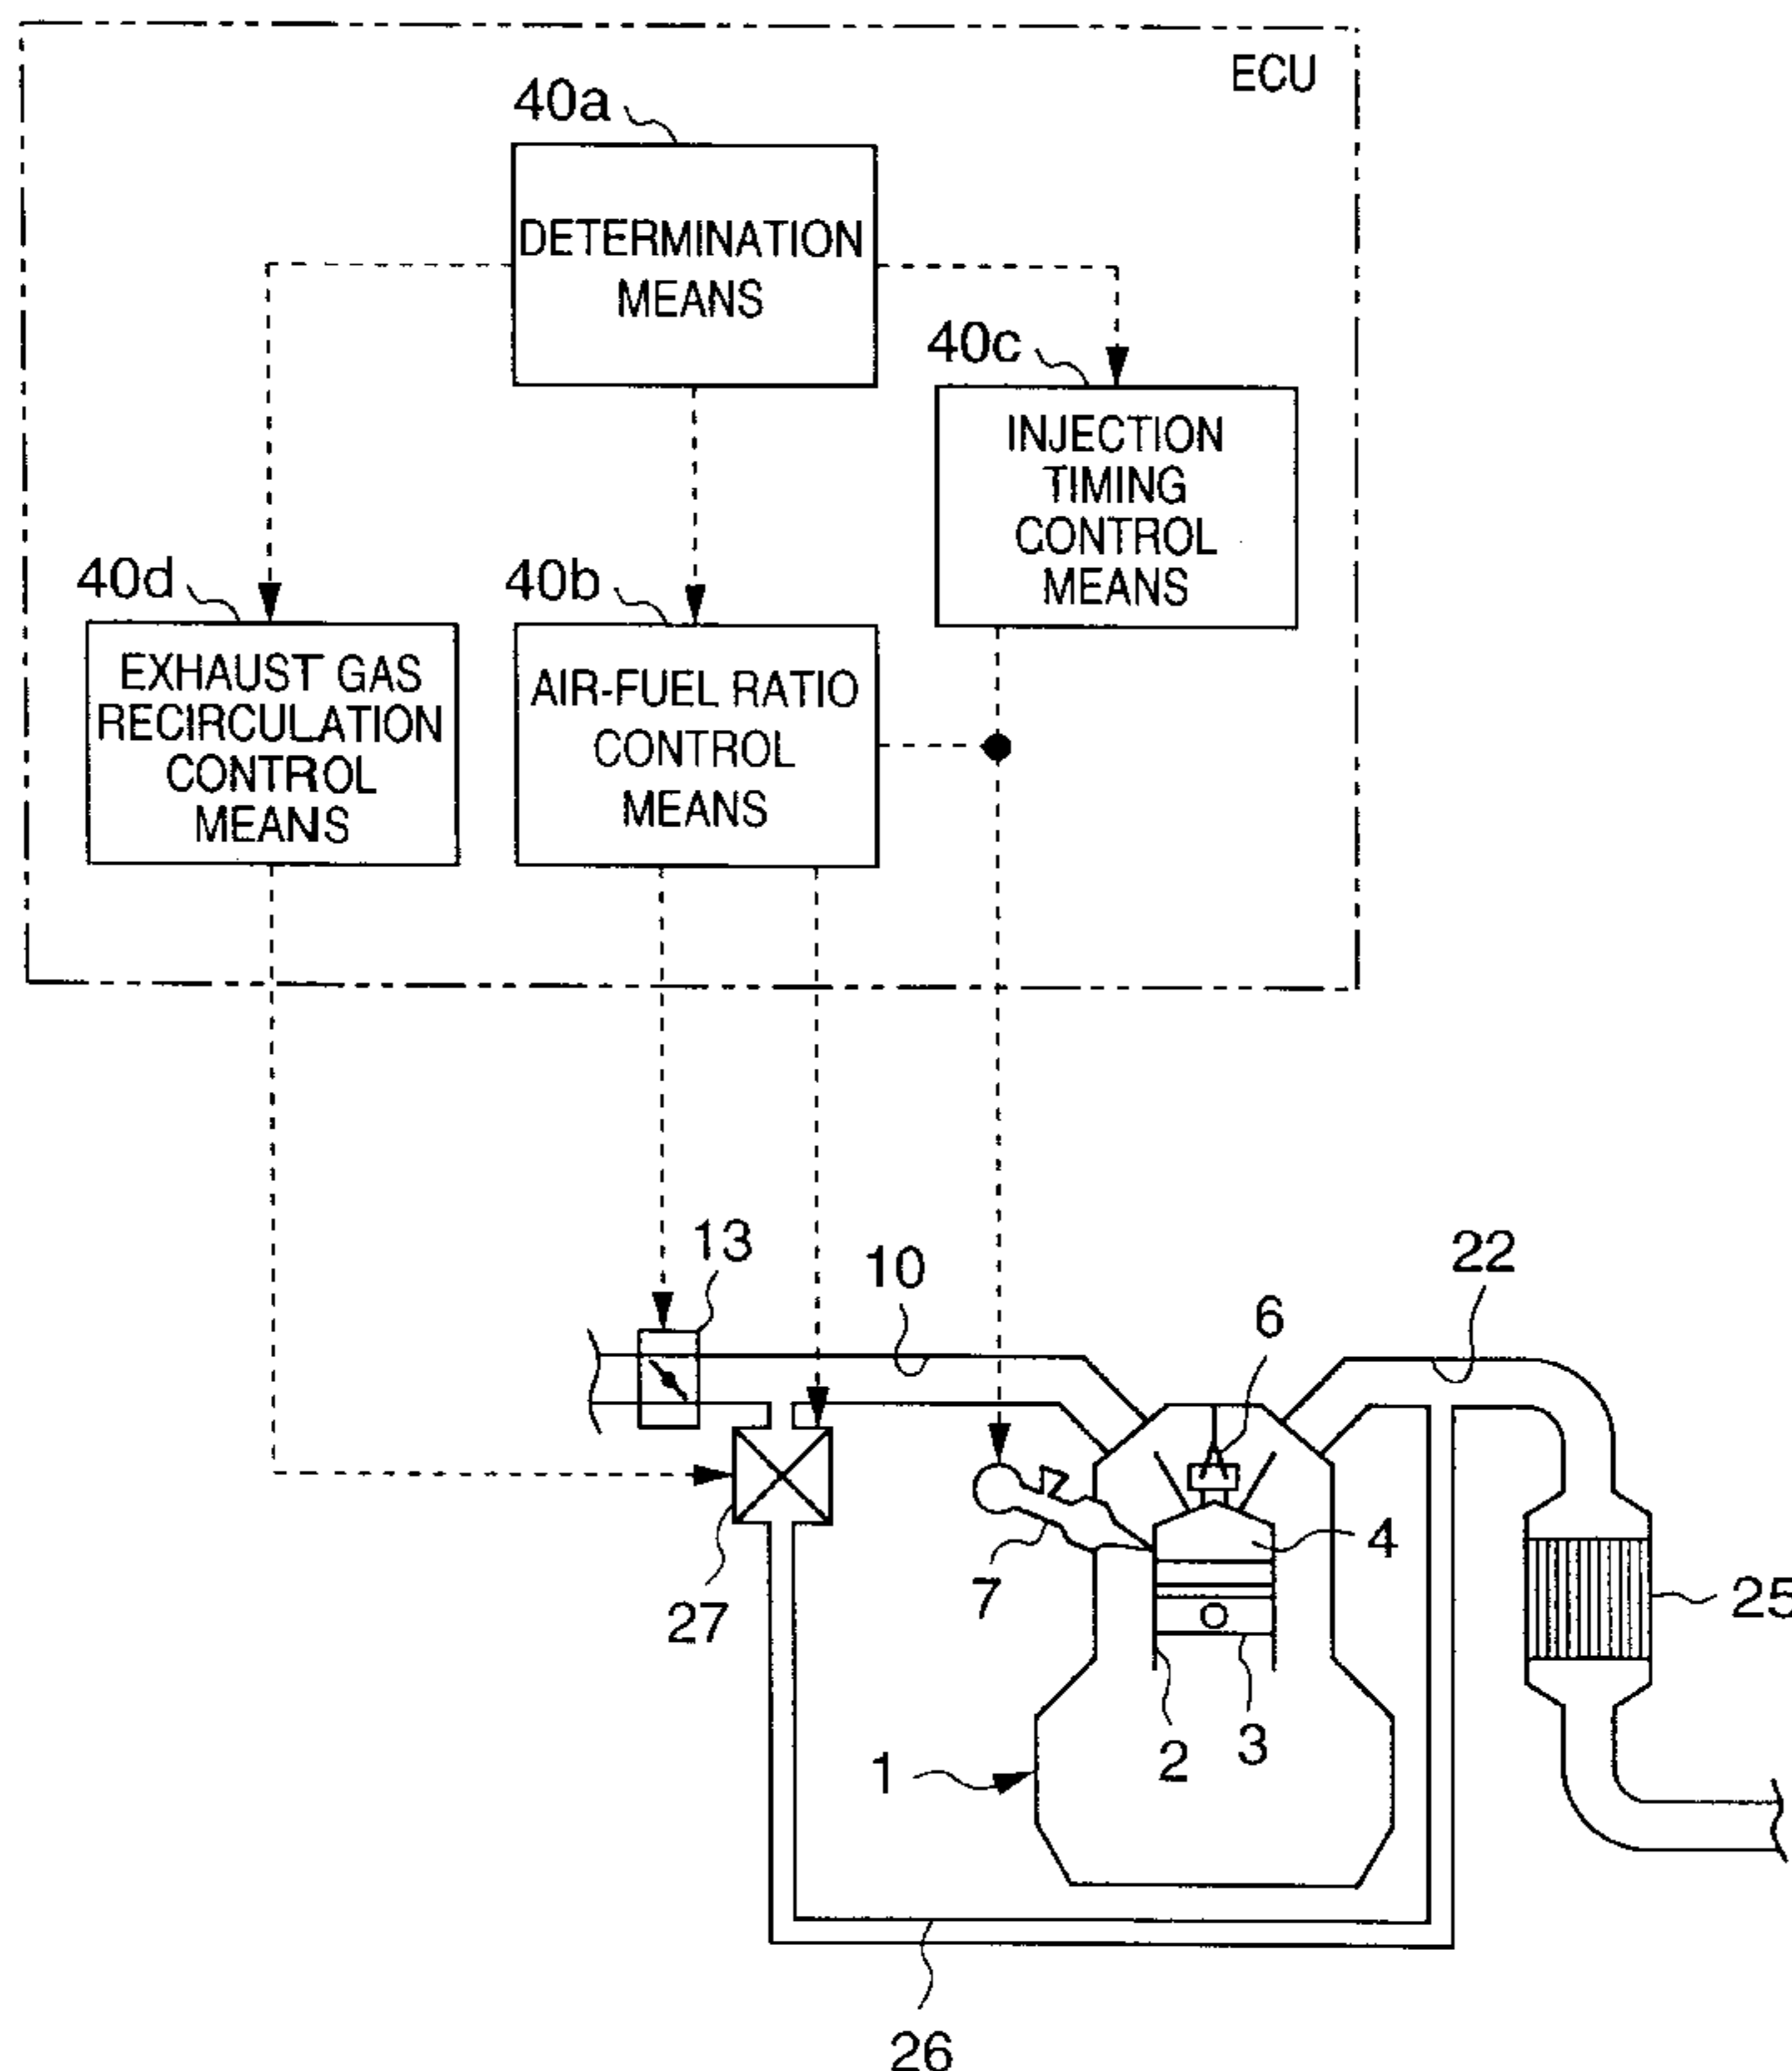 ECU
40a
DETERMINATION
MEANS
40c
INJECTION
TIMING
CONTROL
MEANS
40d
EXHAUST GAS
RECIRCULATION
CONTROL
MEANS
40b
AIR-FUEL RATIO
CONTROL
MEANS
13
10
22
6
4
7
27
25
2
3
1
26